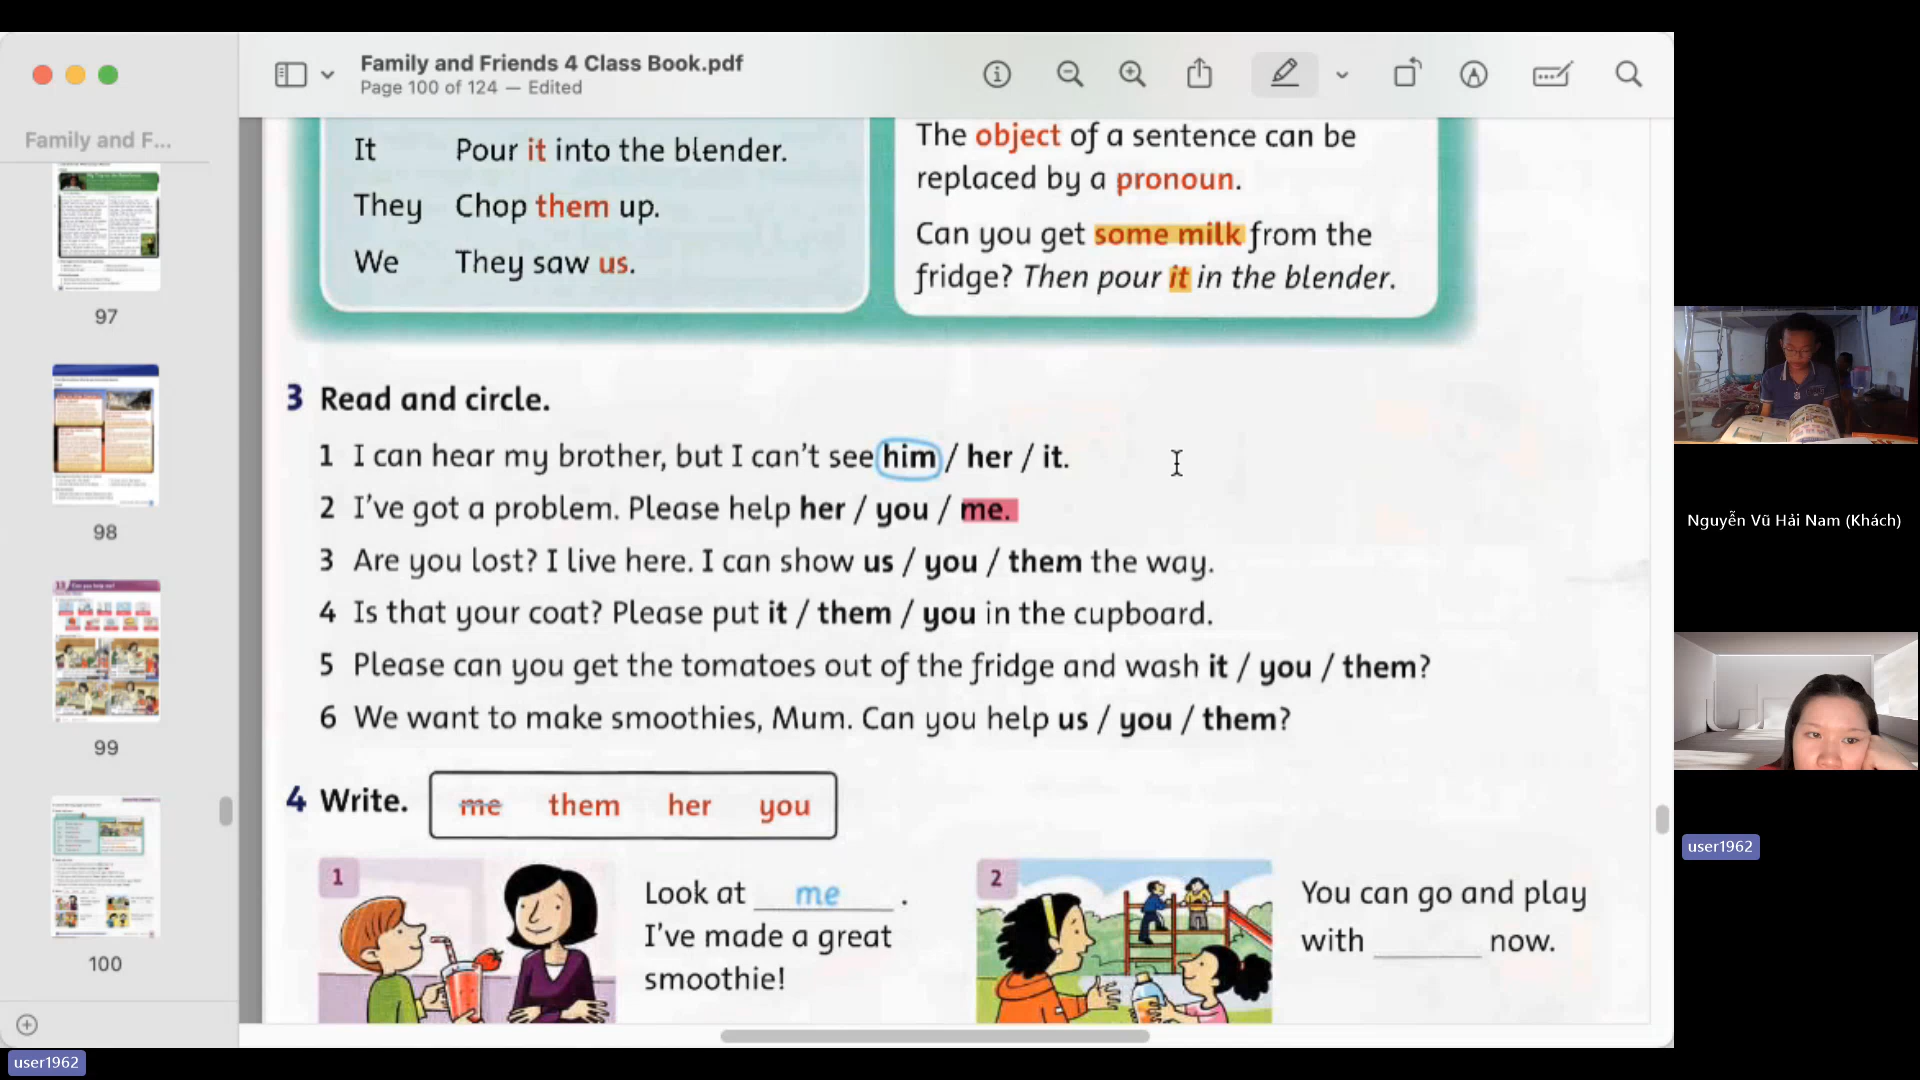 Family and Friends 4 Class Book.pdf
Page 100 of 124 — Edited
Family and F...
97
98
99
100
It Pour it into the blender.
They Chop them up.
We They saw us.
The object of a sentence can be
replaced by a pronoun.
Can you get some milk from the
fridge? Then pour it in the blender.
3 Read and circle.
1 I can hear my brother, but I can't see him / her / it.
2 I've got a problem. Please help her / you / me.
3 Are you lost? I live here. I can show us / you / them the way.
4 Is that your coat? Please put it / them / you in the cupboard.
5 Please can you get the tomatoes out of the fridge and wash it / you / them?
6 We want to make smoothies, Mum. Can you help us / you / them?
4 Write. me them her you
1
Look at me .
I've made a great
smoothie!
2
You can go and play
with ______ now.
Nguyễn Vũ Hải Nam (Khách)
user1962
user1962